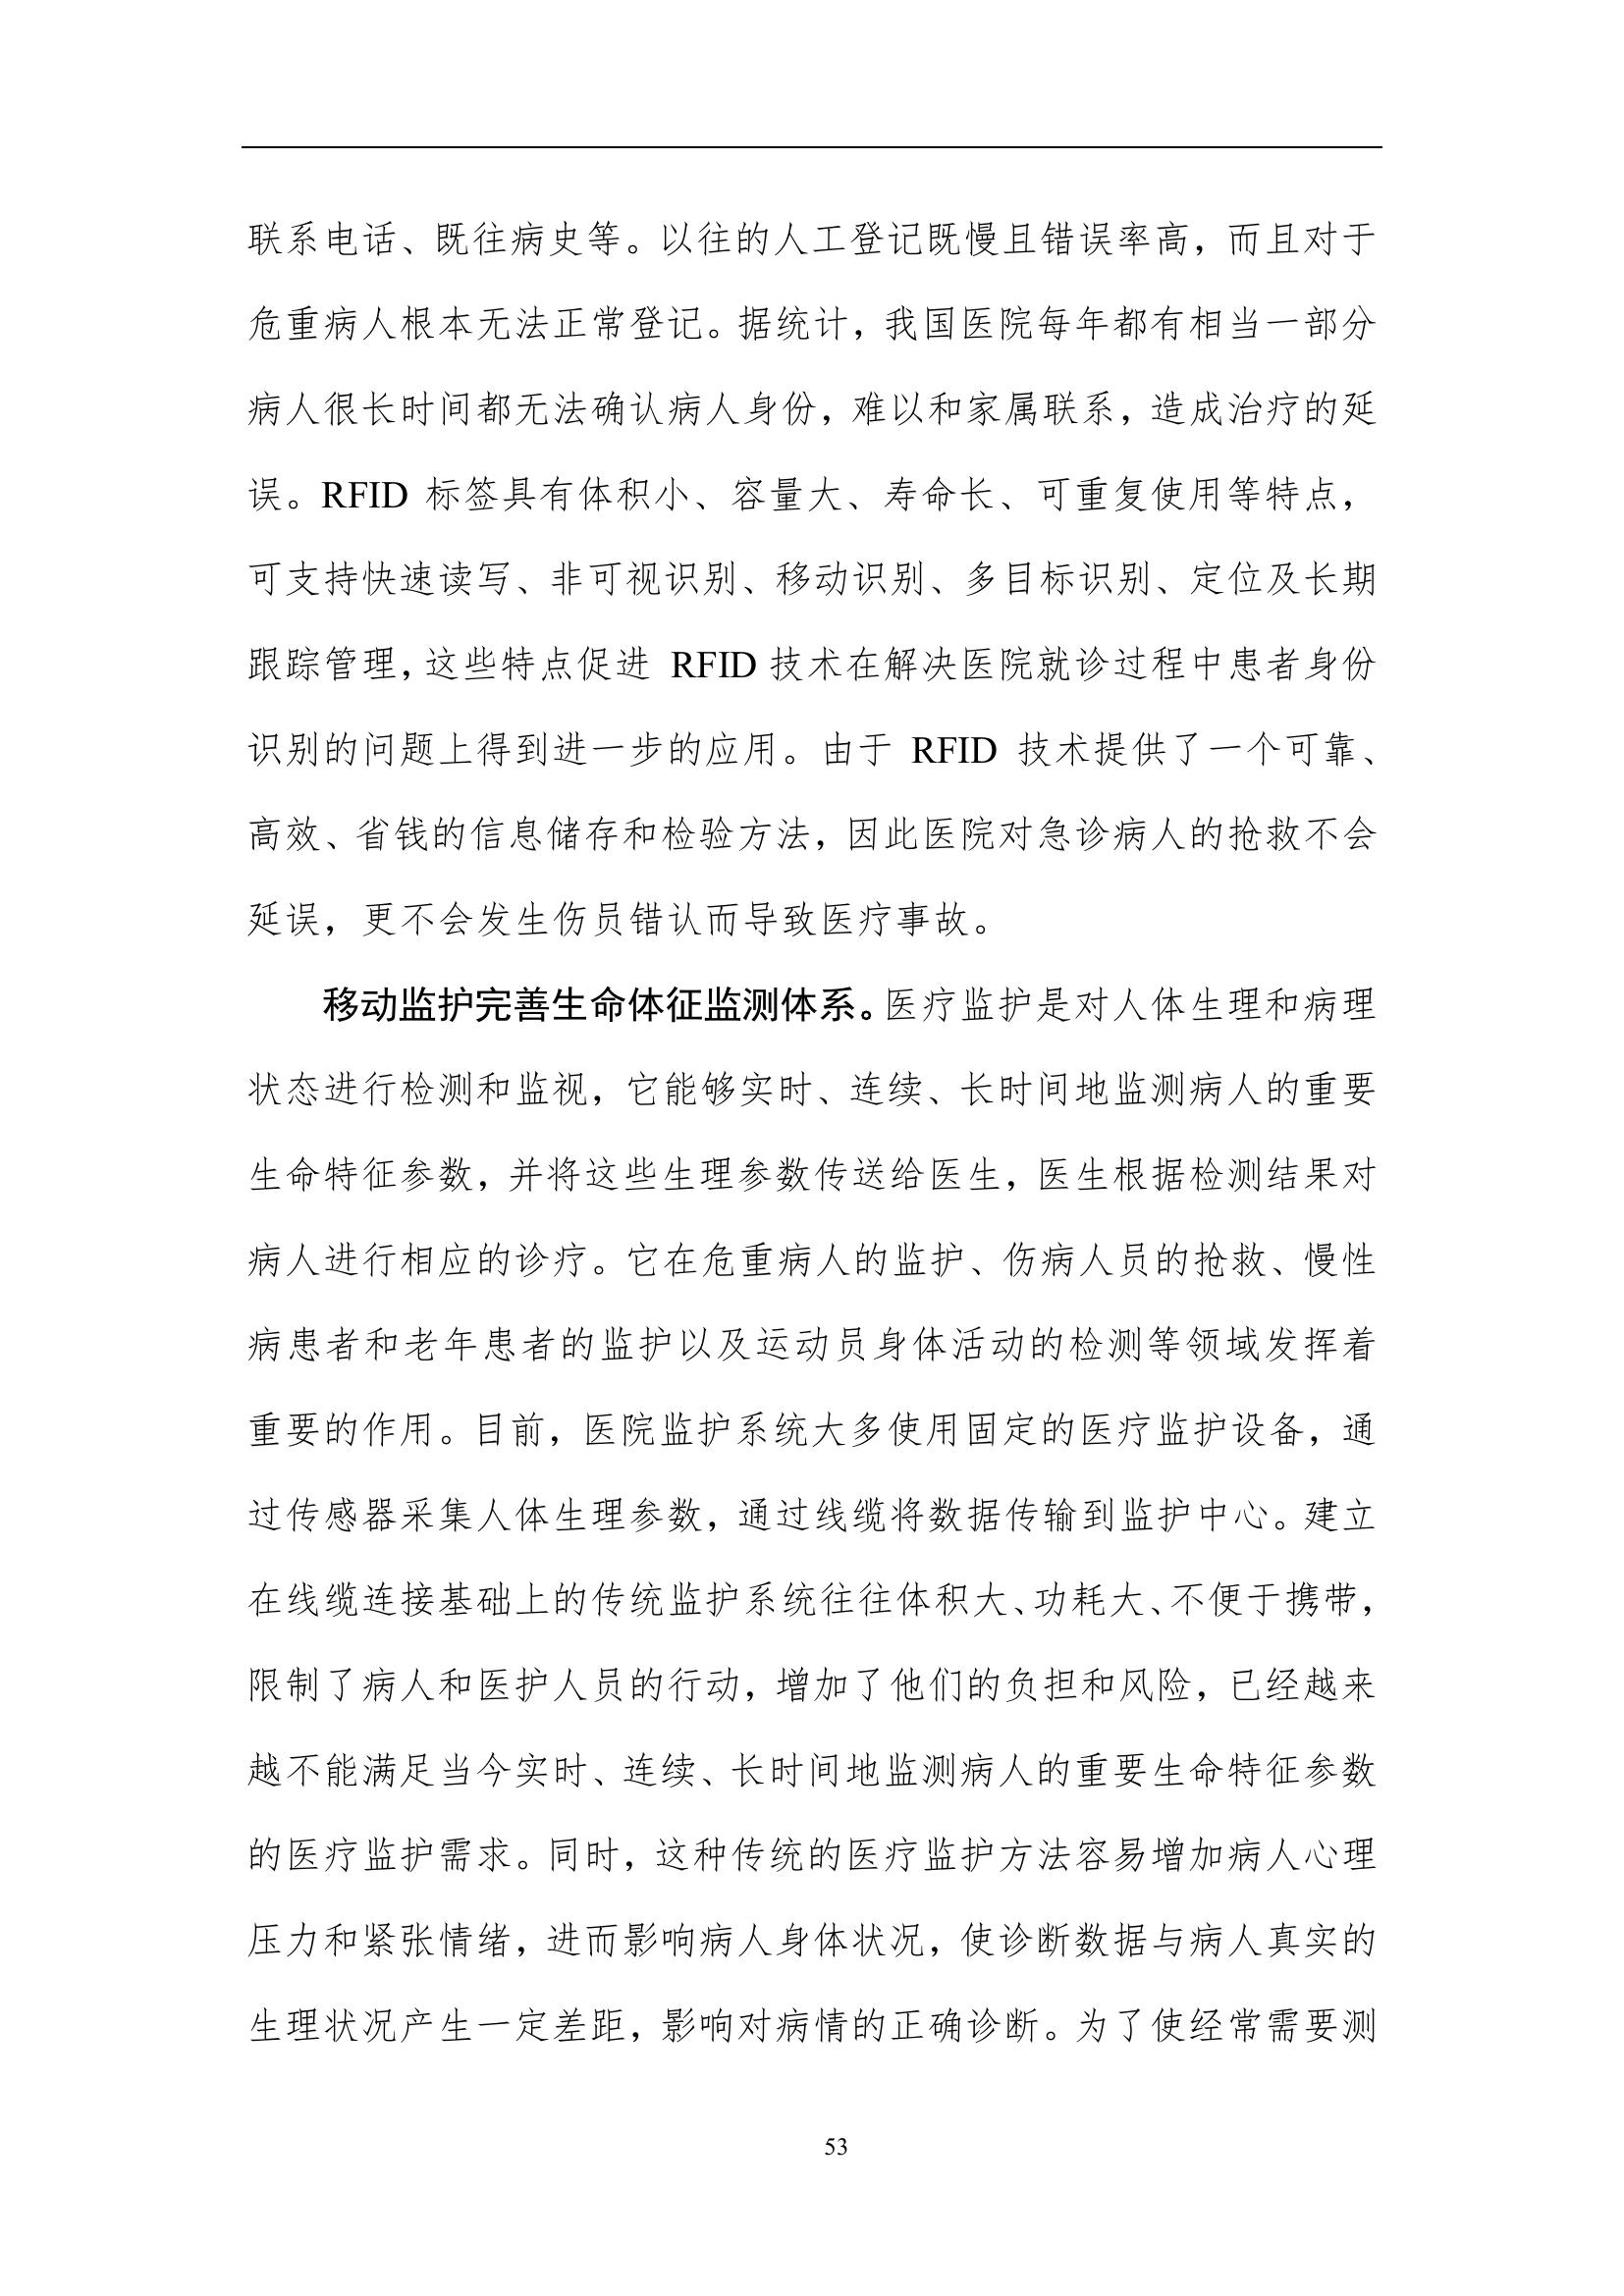 联系电话、既往病史等。以往的人工登记既慢且错误率高，而且对于
危重病人根本无法正常登记。据统计，我国医院每年都有相当一部分
病人很长时间都无法确认病人身份，难以和家属联系，造成治疗的延
误。RFID 标签具有体积小、容量大、寿命长、可重复使用等特点，
可支持快速读写、非可视识别、移动识别、多目标识别、定位及长期
跟踪管理，这些特点促进 RFID 技术在解决医院就诊过程中患者身份
识别的问题上得到进一步的应用。由于 RFID 技术提供了一个可靠、
高效、省钱的信息储存和检验方法，因此医院对急诊病人的抢救不会
延误，更不会发生伤员错认而导致医疗事故。
移动监护完善生命体征监测体系。医疗监护是对人体生理和病理
状态进行检测和监视，它能够实时、连续、长时间地监测病人的重要
生命特征参数，并将这些生理参数传送给医生，医生根据检测结果对
病人进行相应的诊疗。它在危重病人的监护、伤病人员的抢救、慢性
病患者和老年患者的监护以及运动员身体活动的检测等领域发挥着
重要的作用。目前，医院监护系统大多使用固定的医疗监护设备，通
过传感器采集人体生理参数，通过线缆将数据传输到监护中心。建立
在线缆连接基础上的传统监护系统往往体积大、功耗大、不便于携带，
限制了病人和医护人员的行动，增加了他们的负担和风险，已经越来
越不能满足当今实时、连续、长时间地监测病人的重要生命特征参数
的医疗监护需求。同时，这种传统的医疗监护方法容易增加病人心理
压力和紧张情绪，进而影响病人身体状况，使诊断数据与病人真实的
生理状况产生一定差距，影响对病情的正确诊断。为了使经常需要测
53